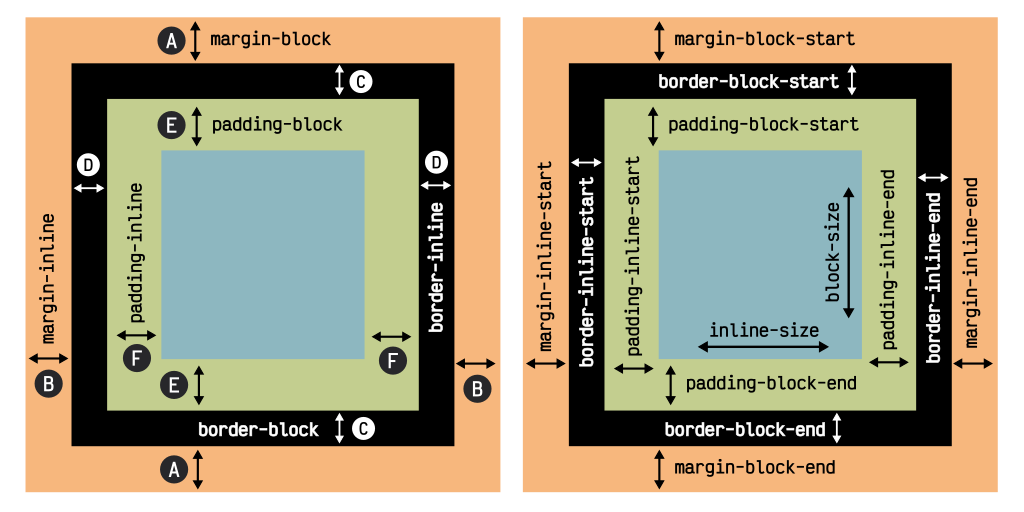 A margin-block
C
E padding-block
D
D
padding-inline
border-inline
margin-inline
F
F
B
B
E
border-block C
A
margin-block-start
border-block-start
padding-block-start
margin-inline-start
border-inline-start
padding-inline-start
block-size
padding-inline-end
border-inline-end
margin-inline-end
inline-size
padding-block-end
border-block-end
margin-block-end